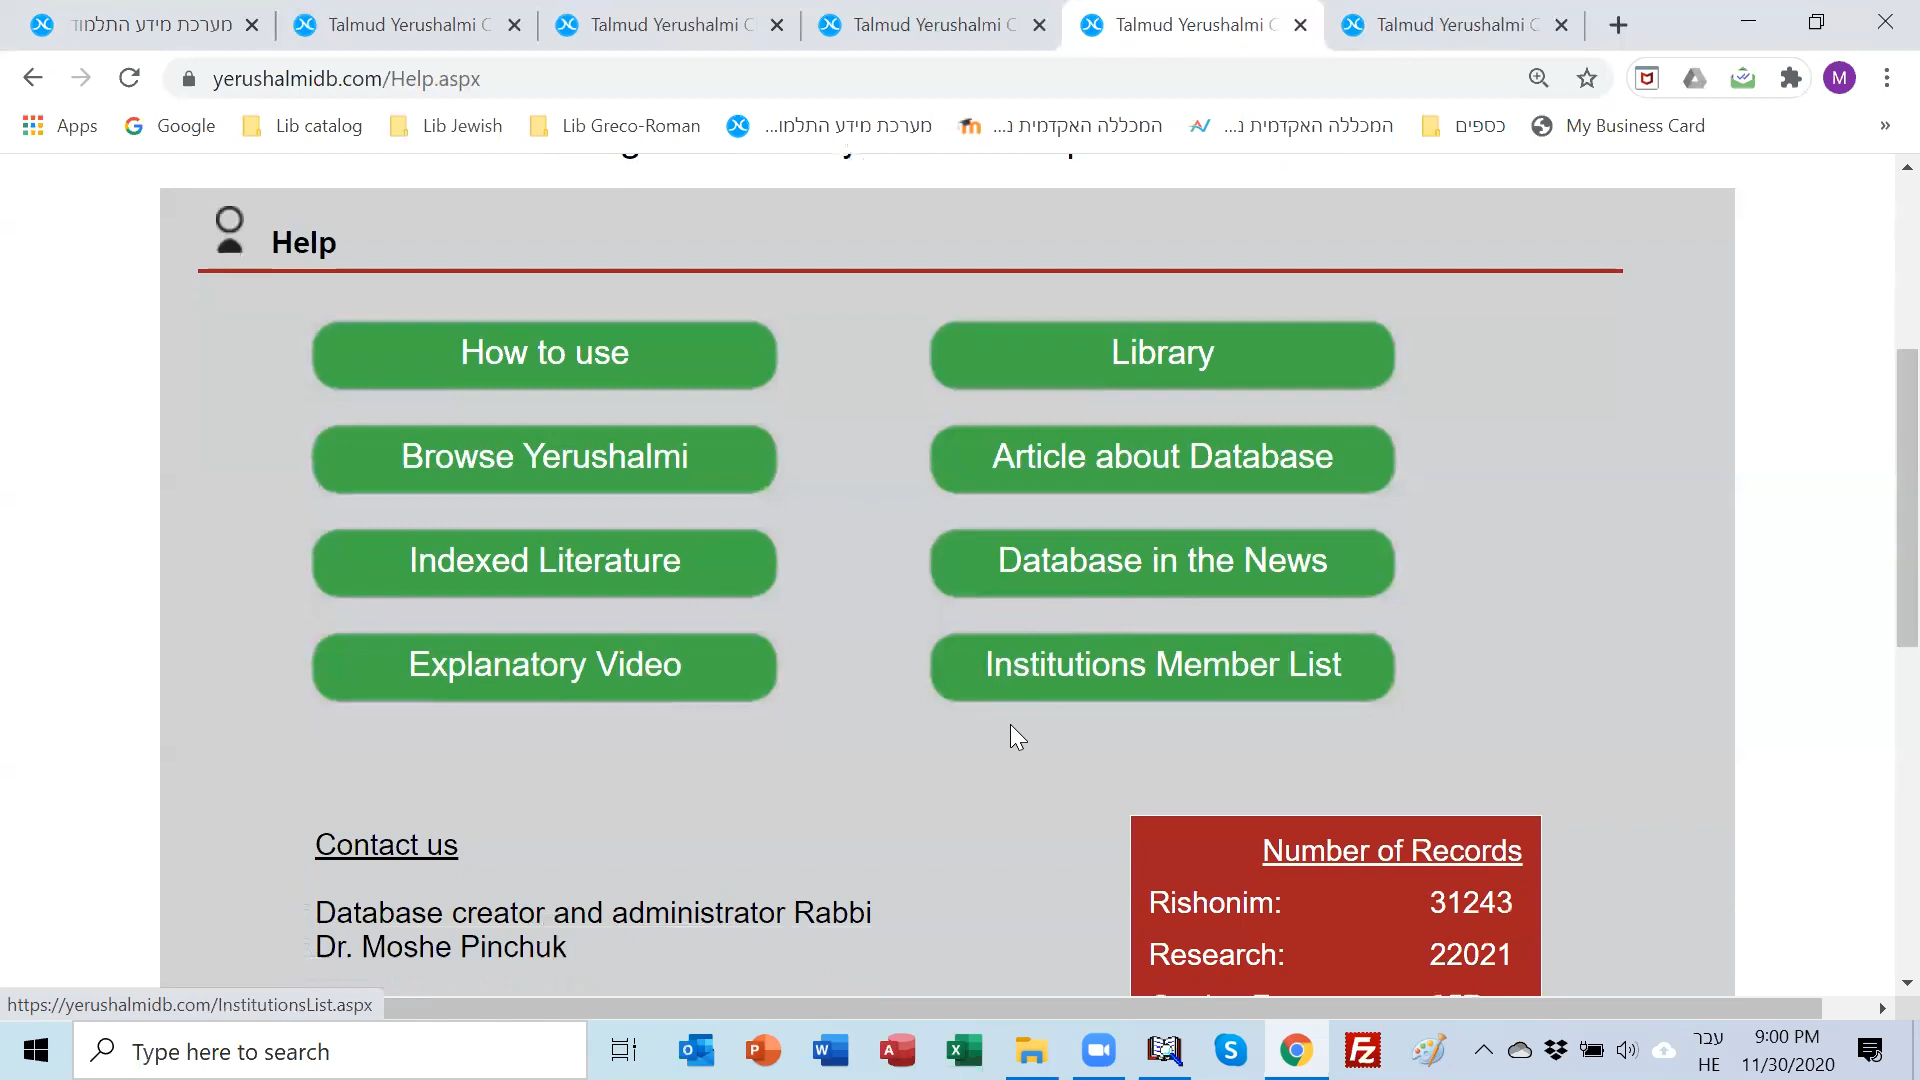 מערכת מידע התלמוד
Talmud Yerushalmi C
Talmud Yerushalmi C
Talmud Yerushalmi C
Talmud Yerushalmi C
Talmud Yerushalmi C
yerushalmidb.com/Help.aspx
M
Apps
Google
Lib catalog
Lib Jewish
Lib Greco-Roman
מערכת מידע התלמו...
המכללה האקדמית נ...
המכללה האקדמית נ...
כספים
My Business Card
»
Help
How to use
Library
Browse Yerushalmi
Article about Database
Indexed Literature
Database in the News
Explanatory Video
Institutions Member List
Contact us
Database creator and administrator Rabbi
Dr. Moshe Pinchuk
Number of Records
Rishonim: 31243
Research: 22021
https://yerushalmidb.com/InstitutionsList.aspx
Type here to search
עבר
HE
9:00 PM
11/30/2020